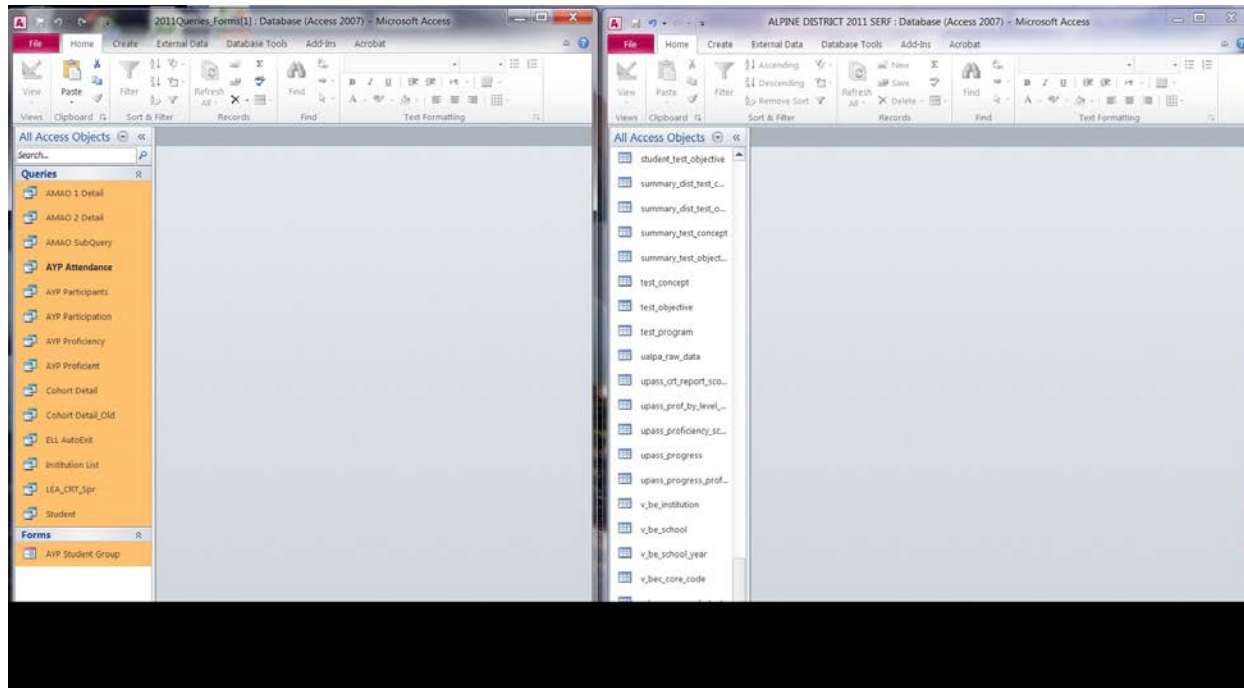 2011Queries_Forms[1] : Database (Access 2007) - Microsoft Access
File Home Create External Data Database Tools Add-Ins Acrobat
View Paste Filter Refresh All Find
Views Clipboard Sort & Filter Records Find Text Formatting
All Access Objects
Search...
Queries
AMAO 1 Detail
AMAO 2 Detail
AMAO SubQuery
AYP Attendance
AYP Participants
AYP Participation
AYP Proficiency
AYP Proficient
Cohort Detail
Cohort Detail_Old
ELL AutoExit
Institution List
LEA_CRT_Spr
Student
Forms
AYP Student Group
ALPINE DISTRICT 2011 SERF : Database (Access 2007) - Microsoft Access
File Home Create External Data Database Tools Add-Ins Acrobat
View Paste Filter Ascending Descending Remove Sort Refresh All New Save Delete Find
Views Clipboard Sort & Filter Records Find Text Formatting
All Access Objects
student_test_objective
summary_dist_test_c...
summary_dist_test_o...
summary_test_concept
summary_test_object...
test_concept
test_objective
test_program
ualpa_raw_data
upass_crt_report_sco...
upass_prof_by_level_...
upass_proficiency_sc...
upass_progress
upass_progress_prof...
v_be_institution
v_be_school
v_be_school_year
v_bec_core_code